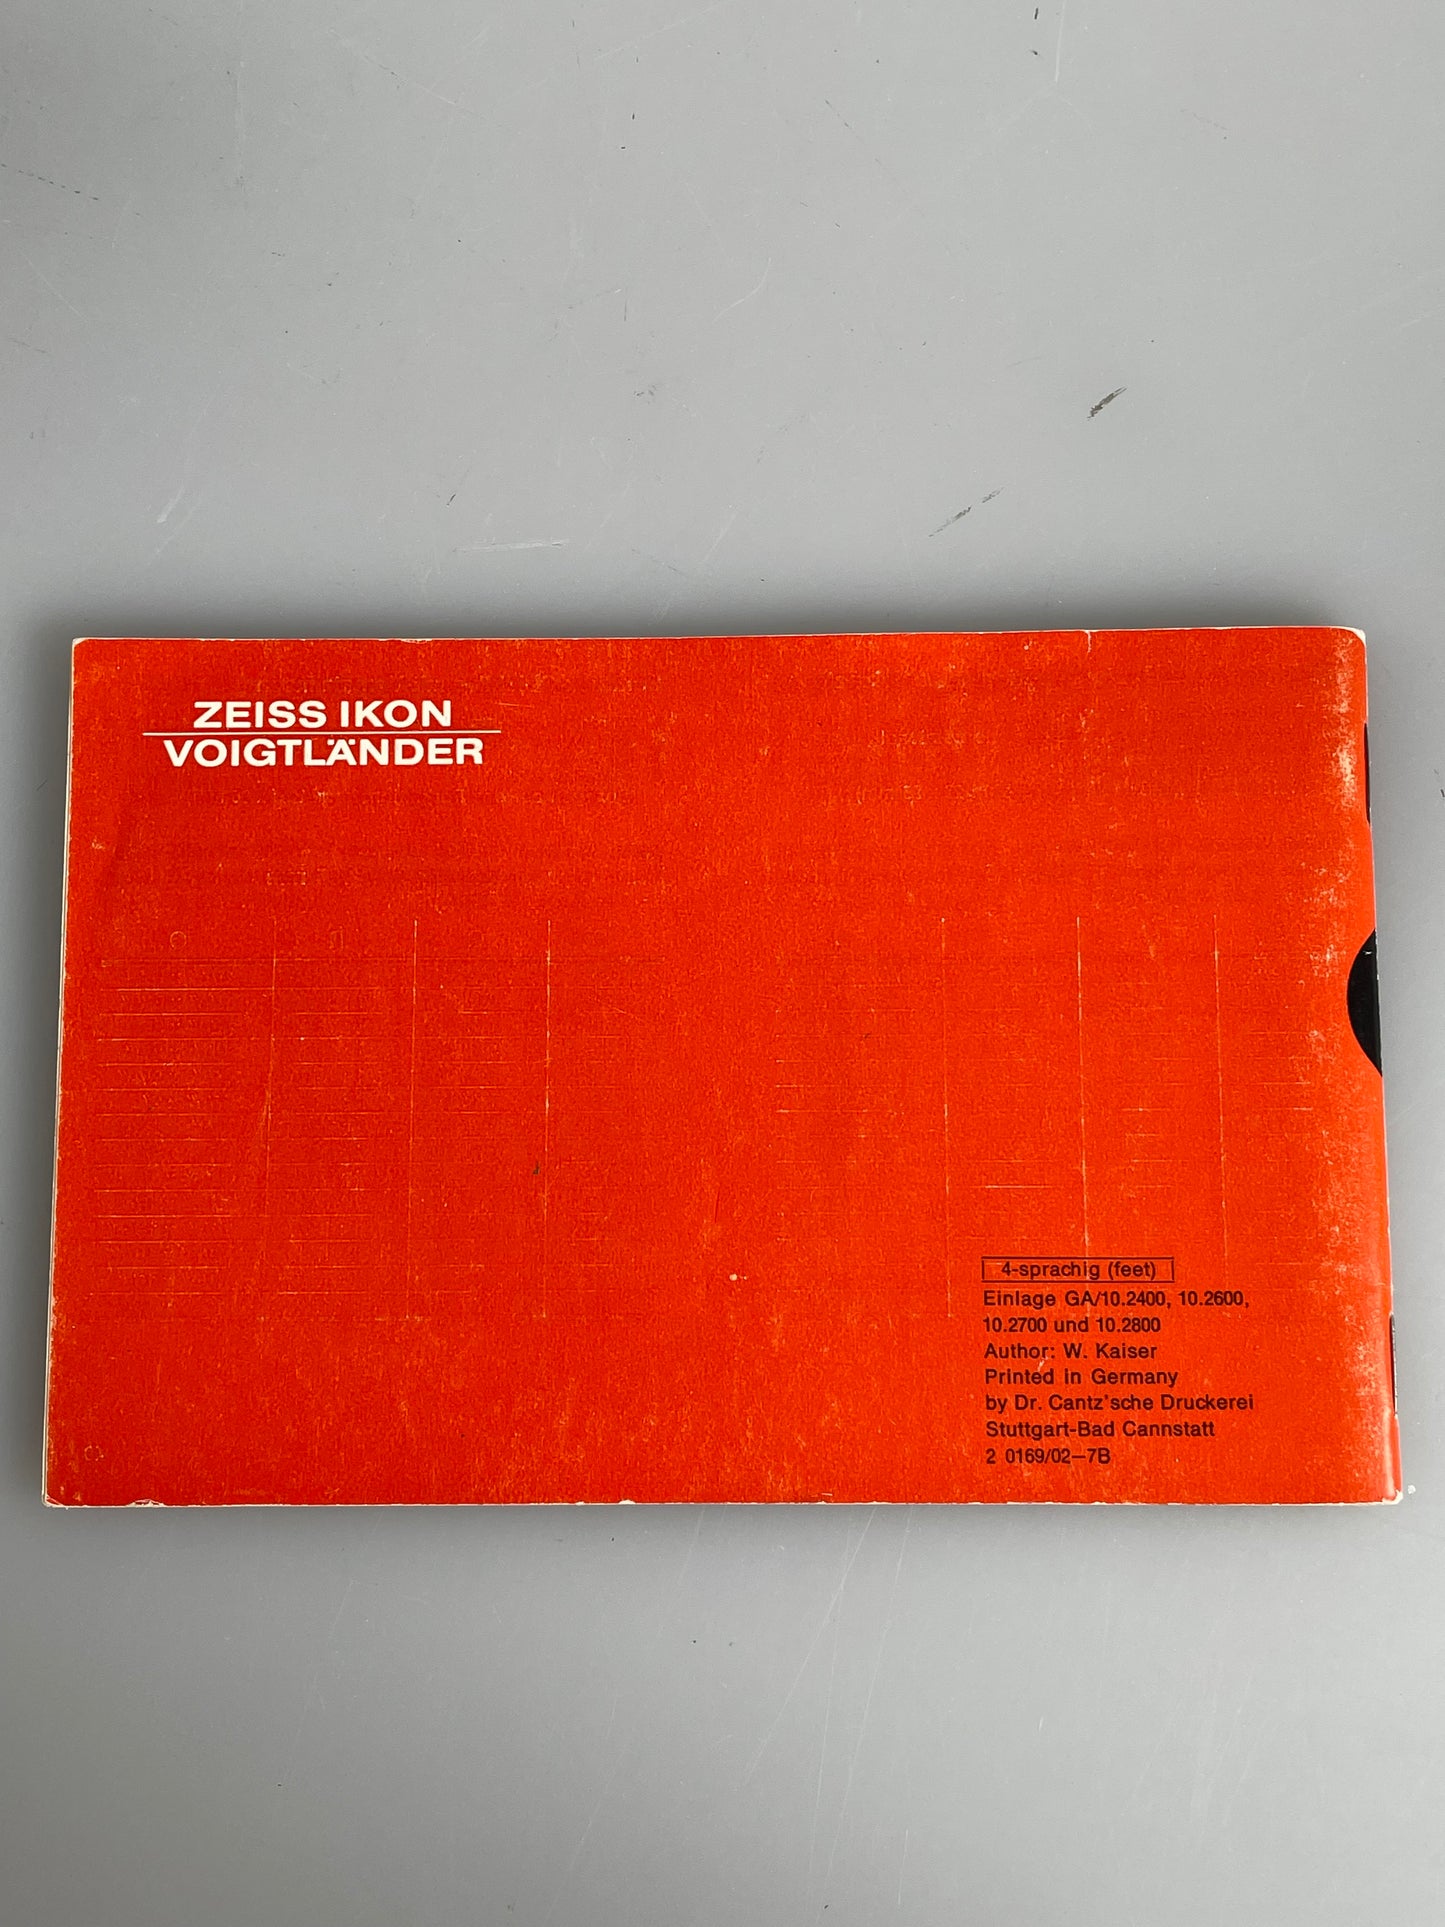 ZEISS IKON
VOIGTLÄNDER
4-sprachig (feet)
Einlage GA/10.2400, 10.2600,
10.2700 und 10.2800
Author: W. Kaiser
Printed in Germany
by Dr. Cantz'sche Druckerei
Stuttgart-Bad Cannstatt
2 0169/02—7B